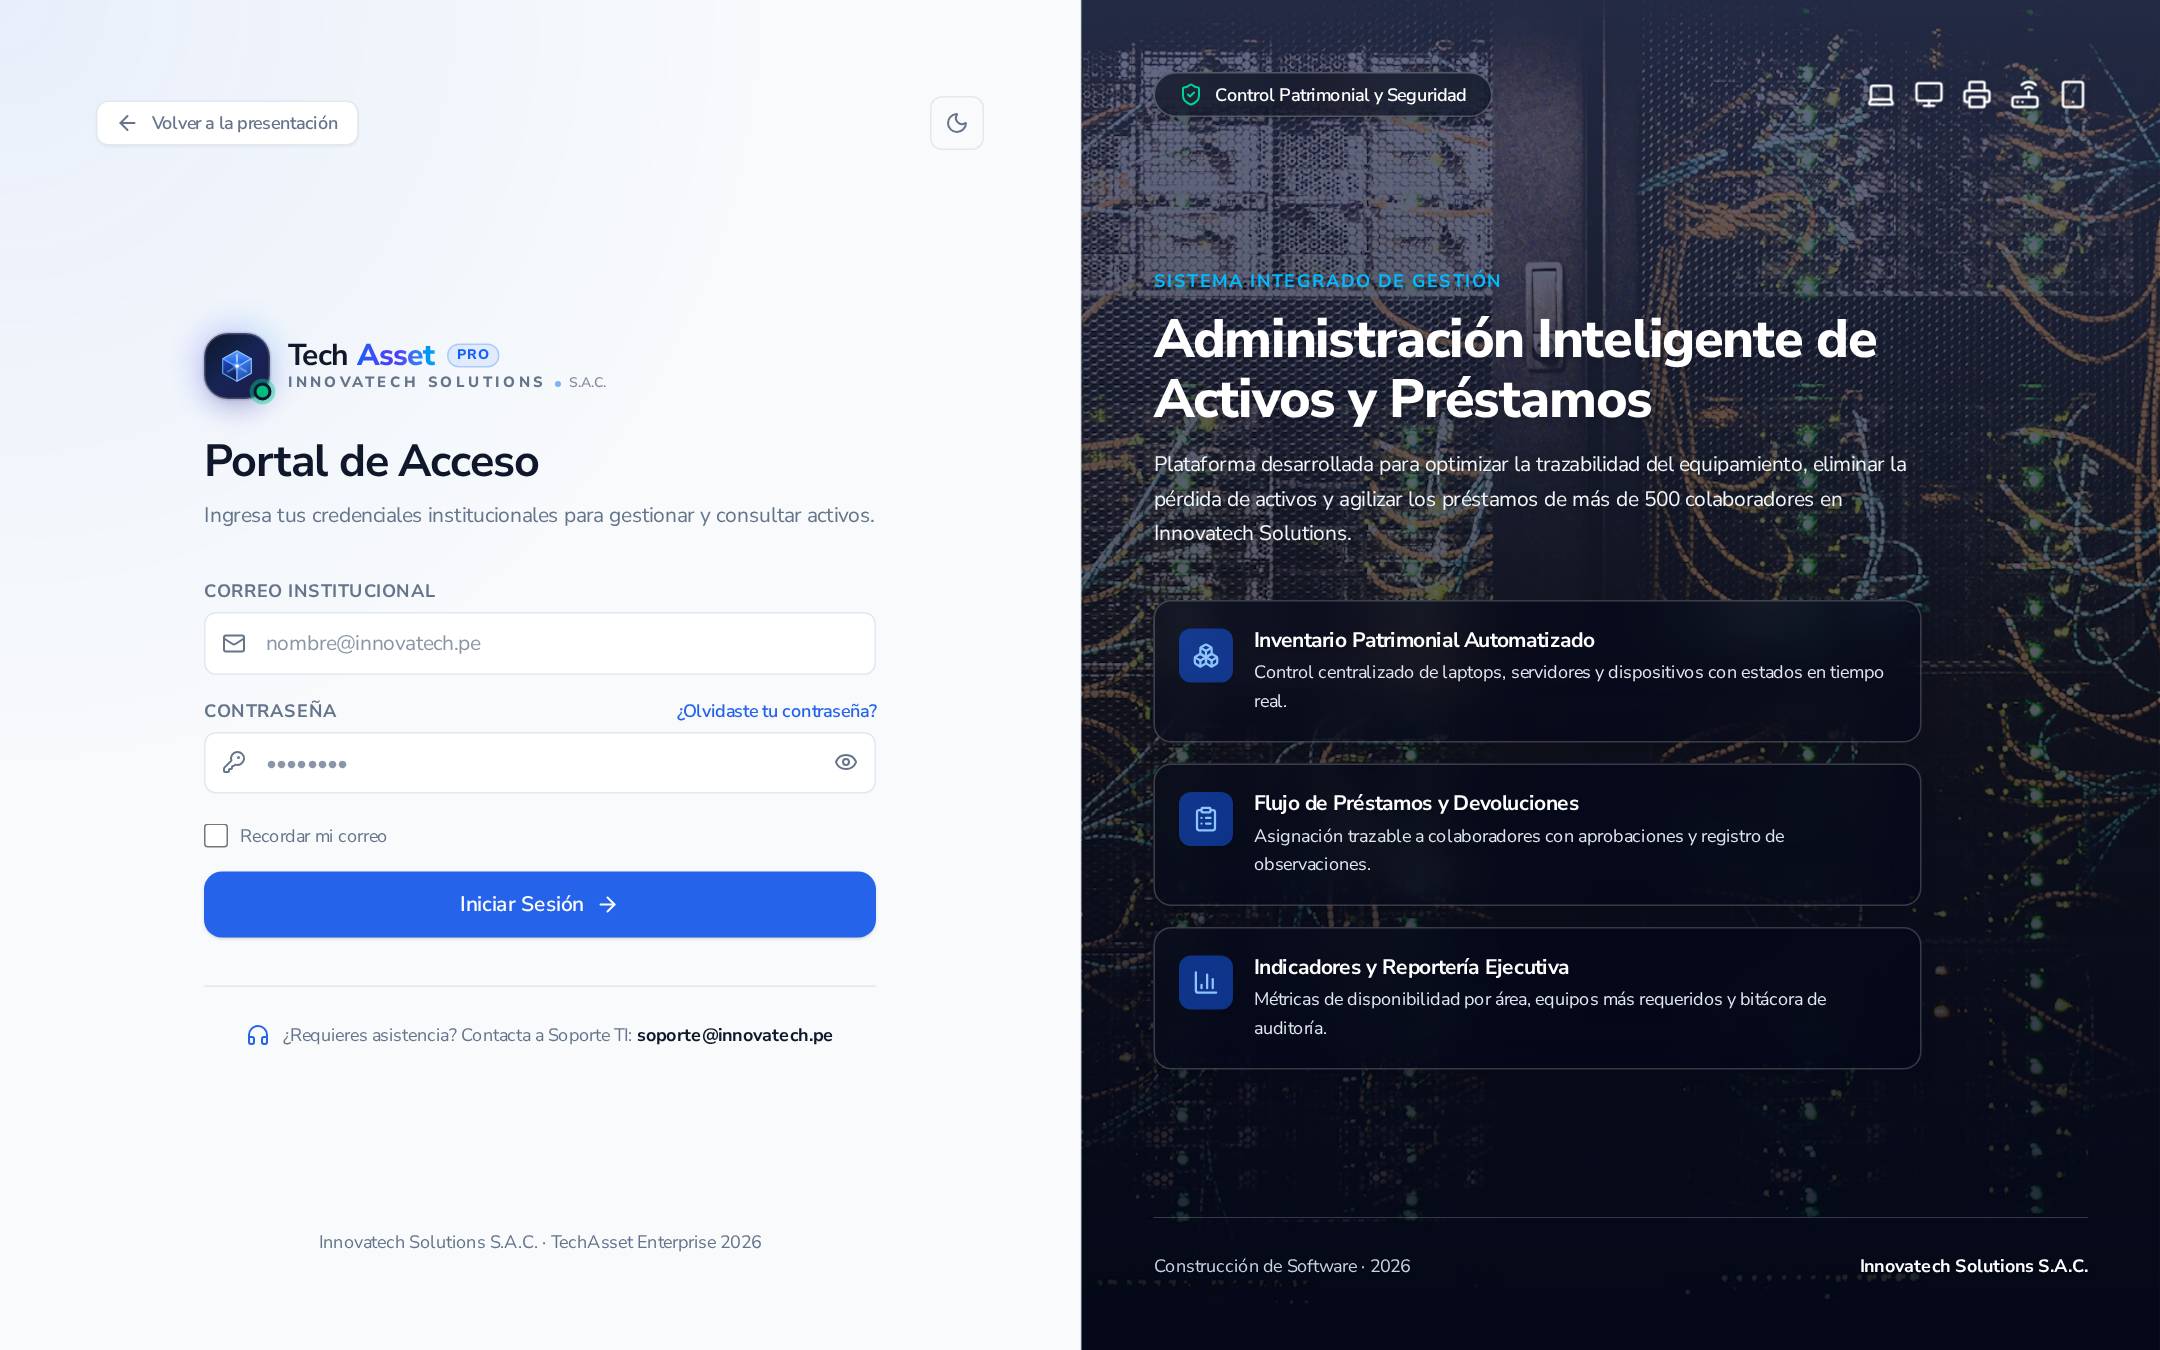 Volver a la presentación
Tech Asset PRO
INNOVATECH SOLUTIONS • S.A.C.
Portal de Acceso
Ingresa tus credenciales institucionales para gestionar y consultar activos.
CORREO INSTITUCIONAL
nombre@innovatech.pe
CONTRASEÑA
¿Olvidaste tu contraseña?
••••••••
Recordar mi correo
Iniciar Sesión
¿Requieres asistencia? Contacta a Soporte TI: soporte@innovatech.pe
Innovatech Solutions S.A.C. · TechAsset Enterprise 2026
Control Patrimonial y Seguridad
SISTEMA INTEGRADO DE GESTIÓN
Administración Inteligente de
Activos y Préstamos
Plataforma desarrollada para optimizar la trazabilidad del equipamiento, eliminar la
pérdida de activos y agilizar los préstamos de más de 500 colaboradores en
Innovatech Solutions.
Inventario Patrimonial Automatizado
Control centralizado de laptops, servidores y dispositivos con estados en tiempo
real.
Flujo de Préstamos y Devoluciones
Asignación trazable a colaboradores con aprobaciones y registro de
observaciones.
Indicadores y Reportería Ejecutiva
Métricas de disponibilidad por área, equipos más requeridos y bitácora de
auditoría.
Construcción de Software · 2026
Innovatech Solutions S.A.C.